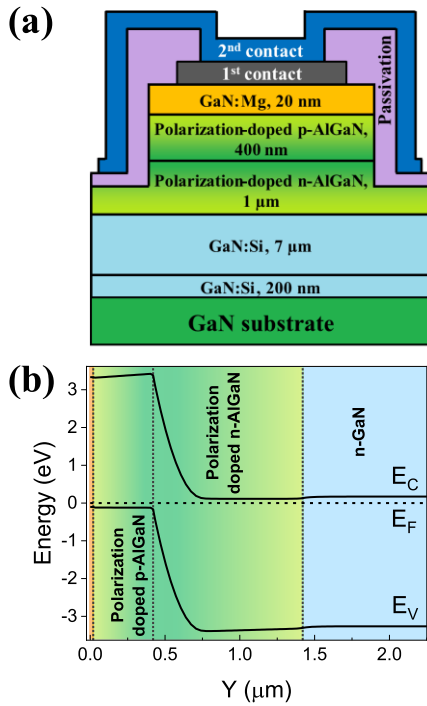 (a)
2nd contact
1st contact
GaN:Mg, 20 nm
Polarization-doped p-AlGaN,
400 nm
Polarization-doped n-AlGaN,
1 µm
Passivation
GaN:Si, 7 µm
GaN:Si, 200 nm
GaN substrate
(b)
Energy (eV)
3
2
1
0
-1
-2
-3
Polarization
doped p-AlGaN
Polarization
doped n-AlGaN
n-GaN
EC
EF
EV
0.0 0.5 1.0 1.5 2.0
Y (µm)